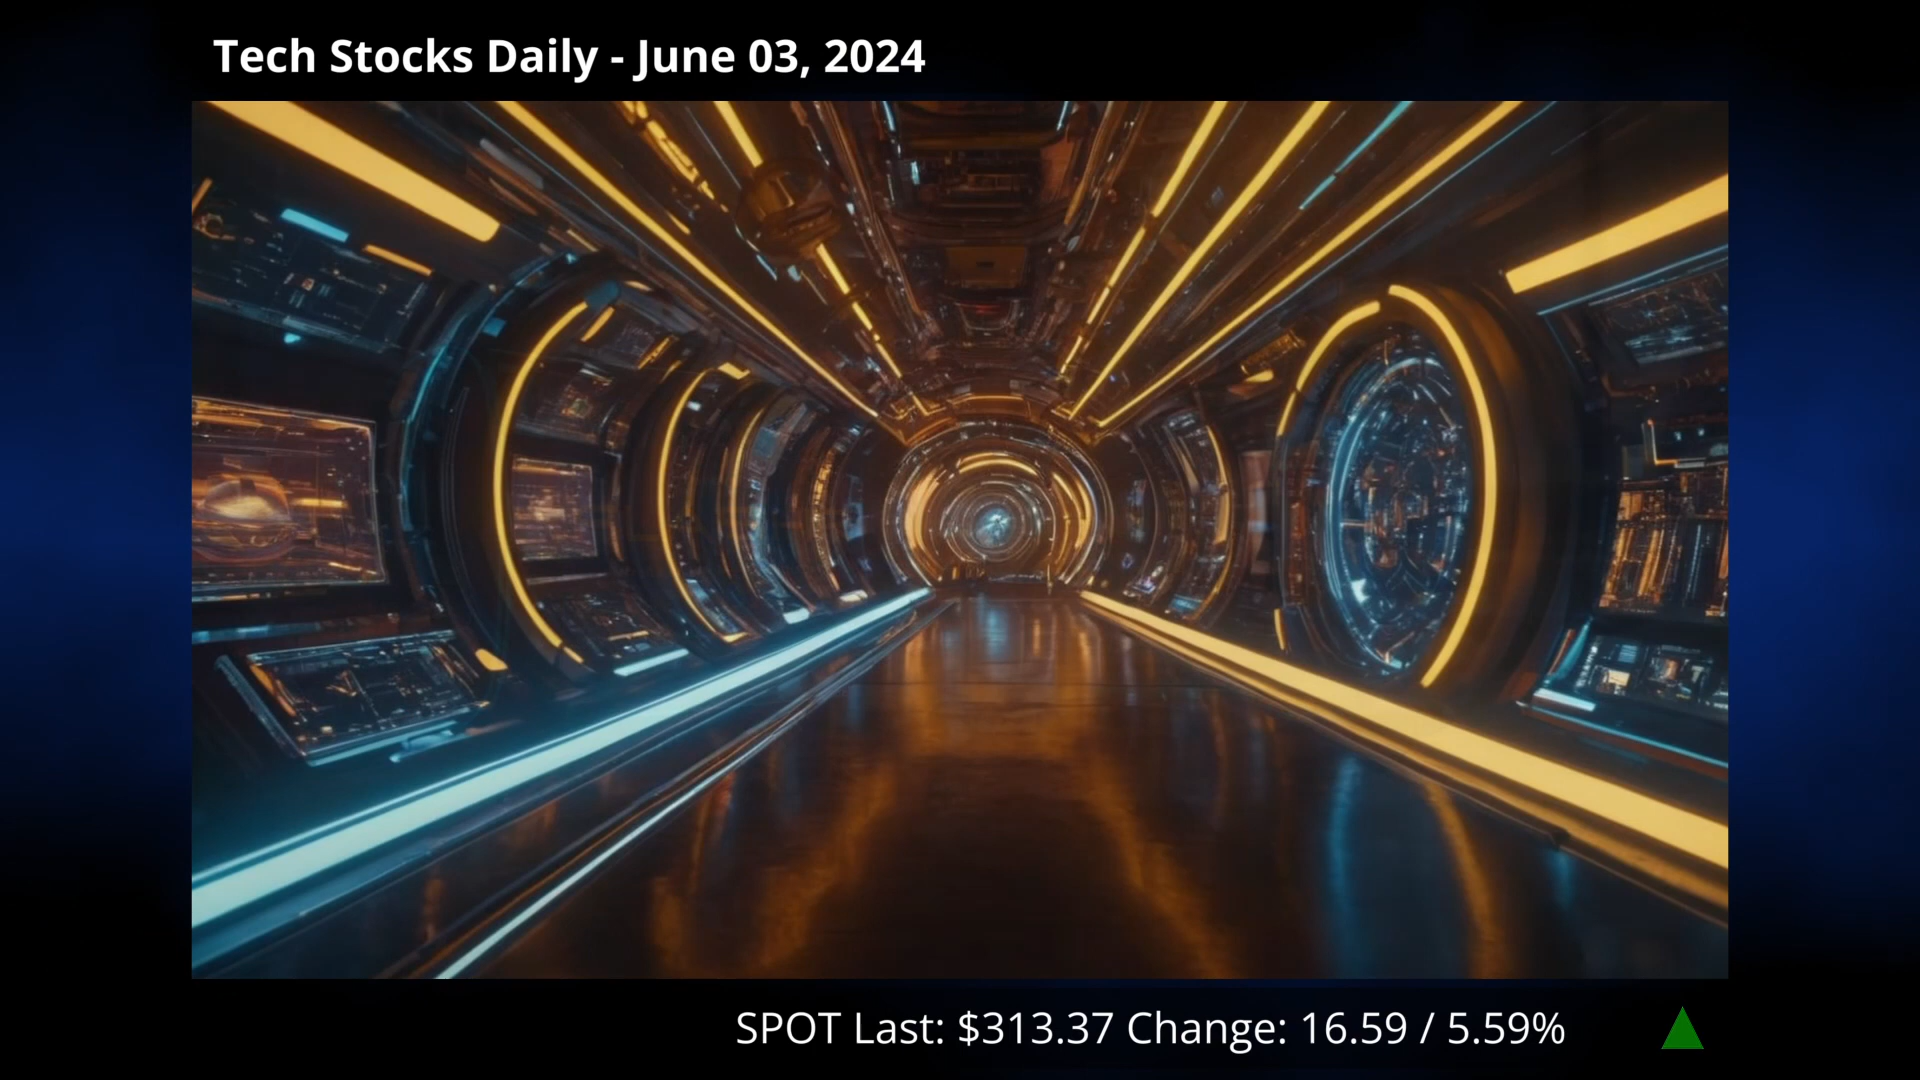 Tech Stocks Daily - June 03, 2024
SPOT Last: $313.37 Change: 16.59 / 5.59%